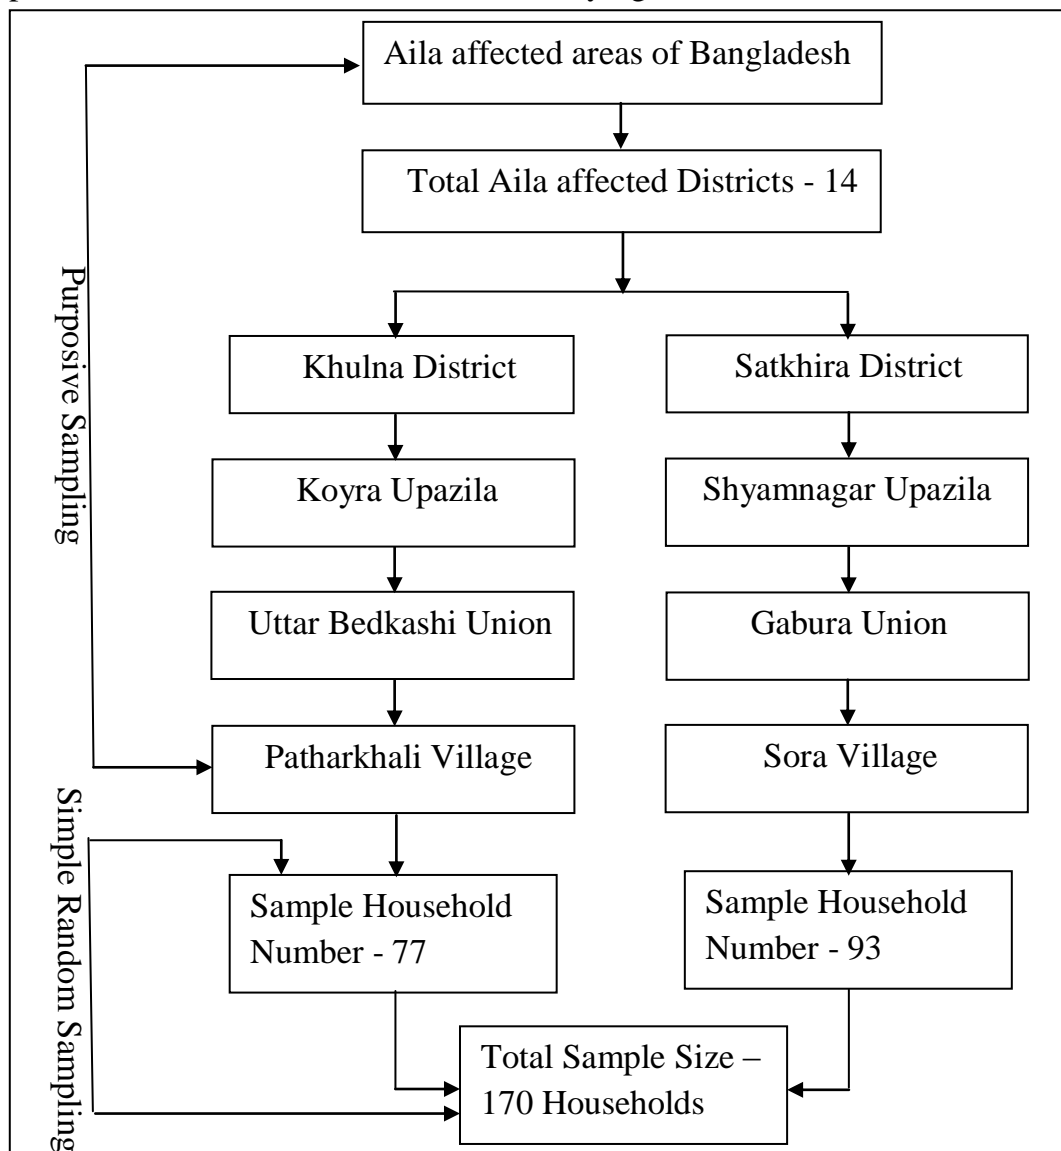 Aila affected areas of Bangladesh
Total Aila affected Districts - 14
Purposive Sampling
Khulna District
Satkhira District
Koyra Upazila
Shyamnagar Upazila
Uttar Bedkashi Union
Gabura Union
Patharkhali Village
Sora Village
Simple Random Sampling
Sample Household
Number - 77
Sample Household
Number - 93
Total Sample Size –
170 Households